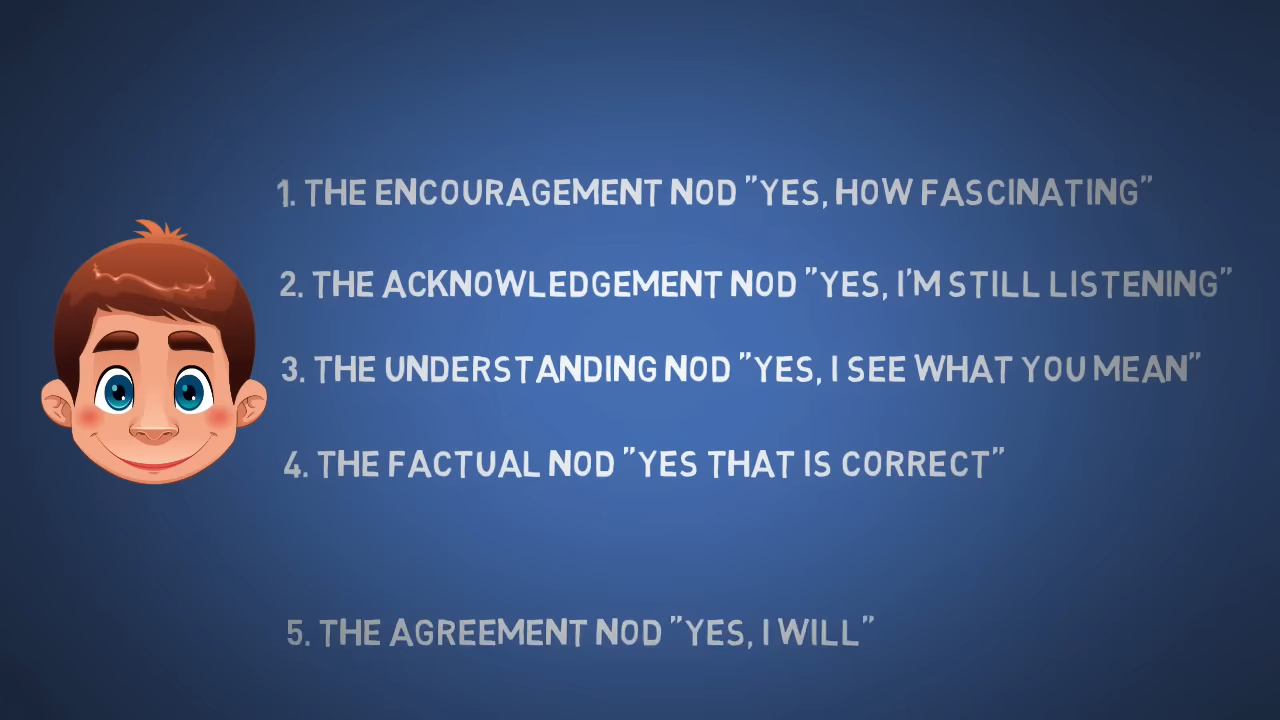 1. THE ENCOURAGEMENT NOD "YES, HOW FASCINATING"
2. THE ACKNOWLEDGEMENT NOD "YES, I'M STILL LISTENING"
3. THE UNDERSTANDING NOD "YES, I SEE WHAT YOU MEAN"
4. THE FACTUAL NOD "YES THAT IS CORRECT"
5. THE AGREEMENT NOD "YES, I WILL"